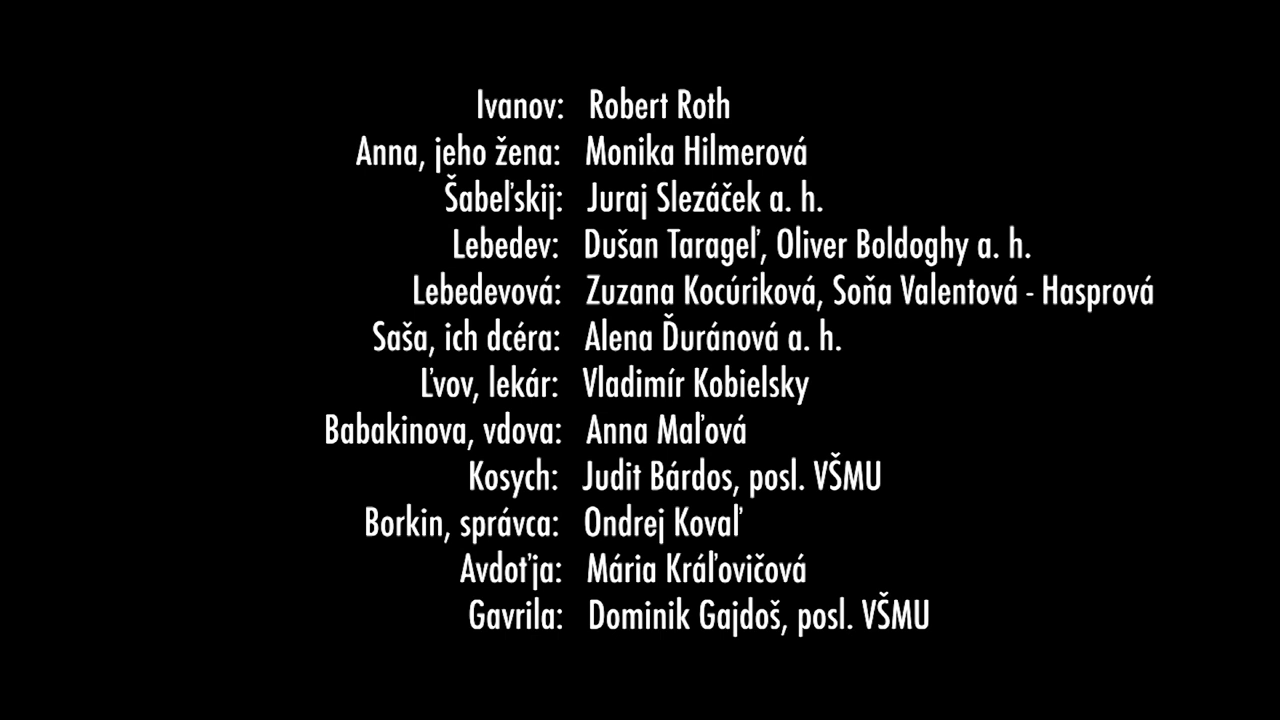 Ivanov: Robert Roth
Anna, jeho žena: Monika Hilmerová
Šabeľskij: Juraj Slezáček a. h.
Lebedev: Dušan Tarageľ, Oliver Boldoghy a. h.
Lebedevová: Zuzana Kocúriková, Soňa Valentová - Hasprová
Saša, ich dcéra: Alena Ďuránová a. h.
Ľvov, lekár: Vladimír Kobielsky
Babakinova, vdova: Anna Maľová
Kosych: Judit Bárdos, posl. VŠMU
Borkin, správca: Ondrej Kovaľ
Avdoťja: Mária Kráľovičová
Gavrila: Dominik Gajdoš, posl. VŠMU